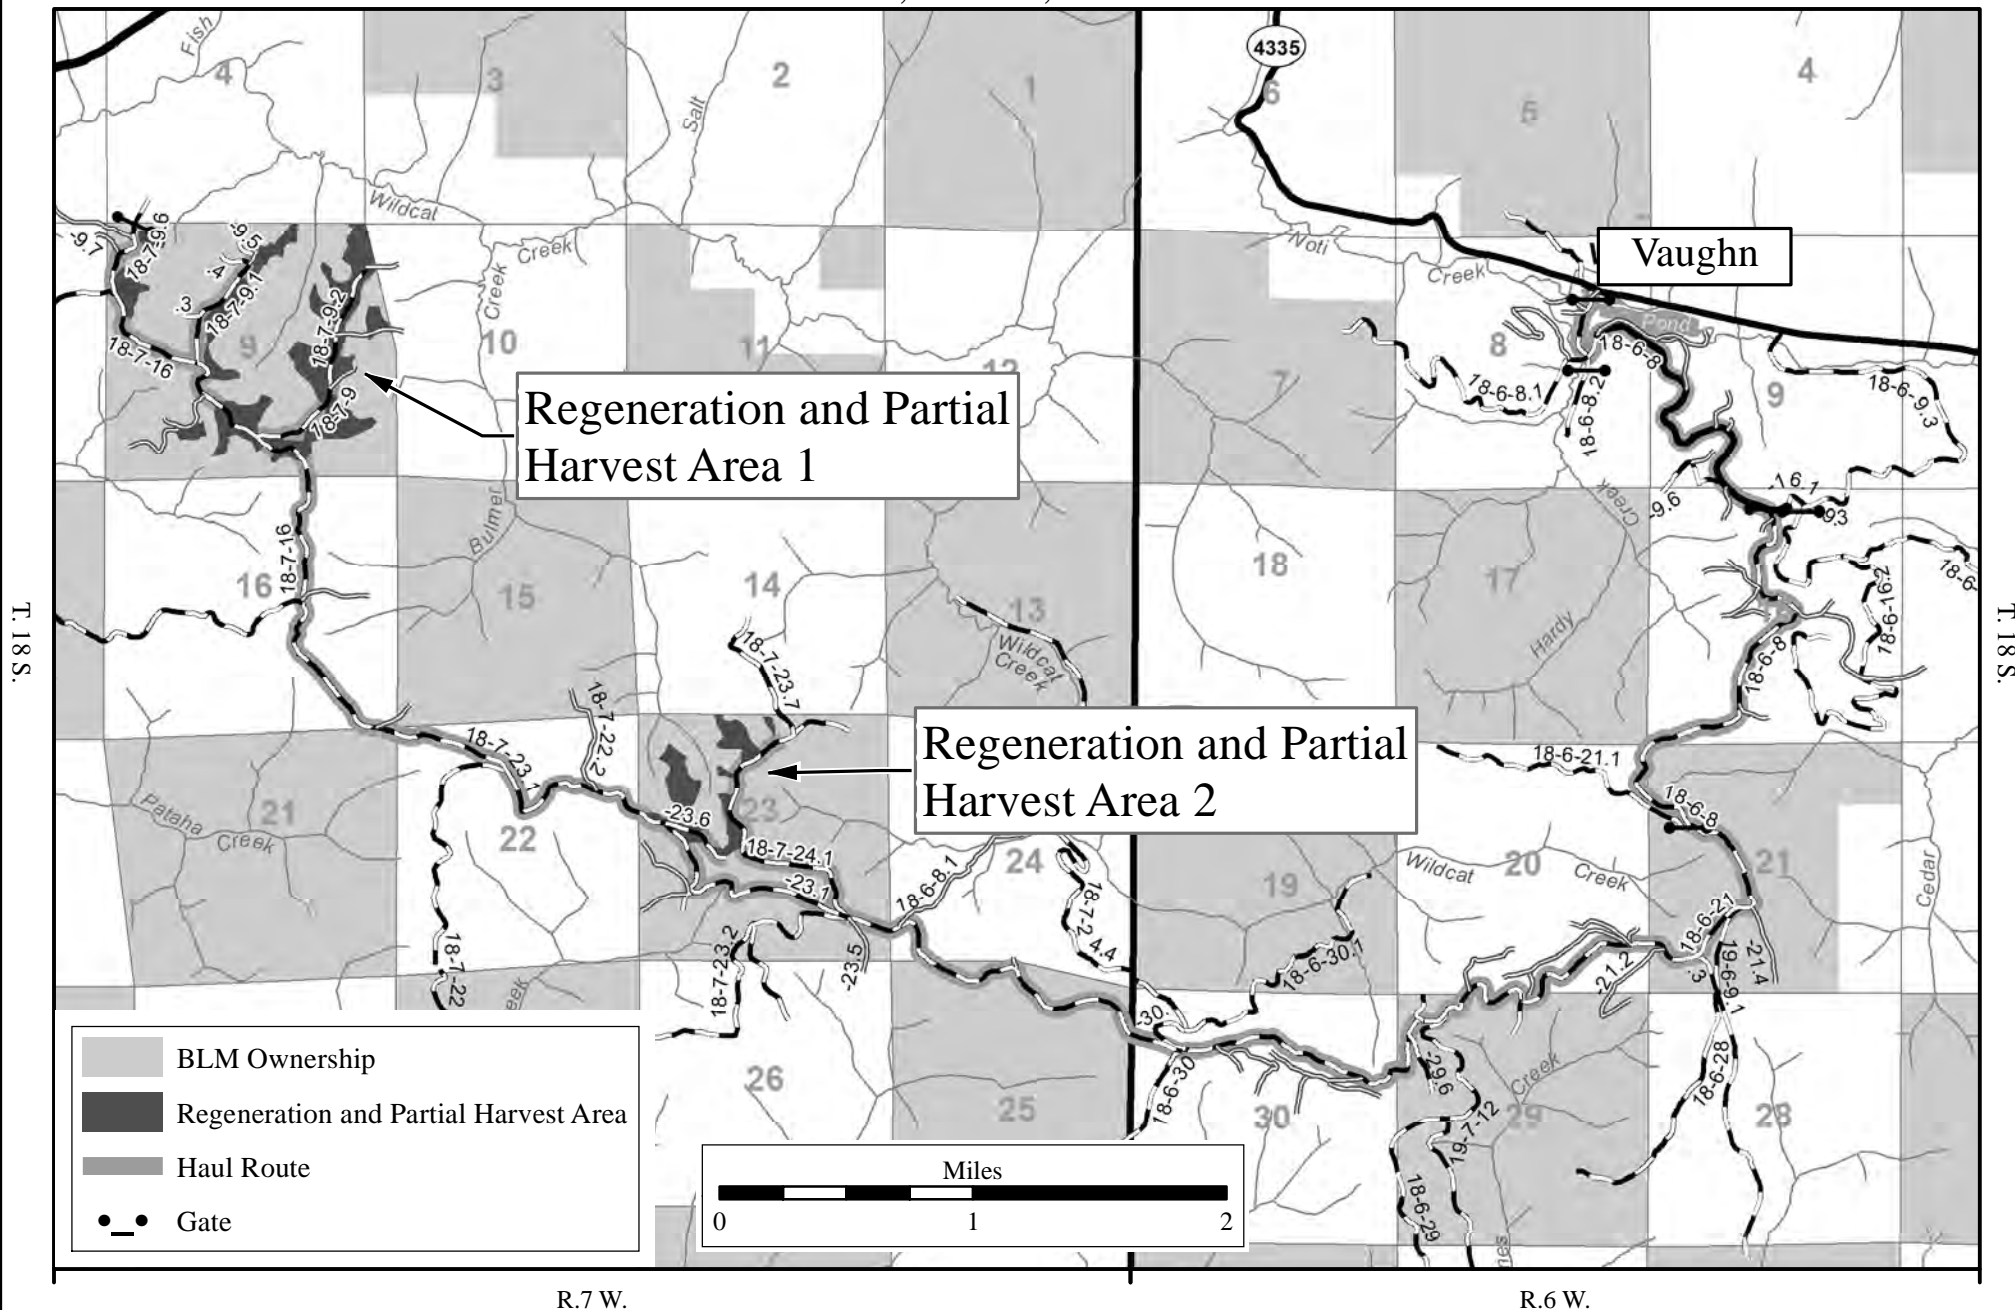 Fish
4
3
2
1
Salt
4335
6
5
4
Wildcat
Creek
Creek
Noti
Creek
Vaughn
Pond
-9.7
18-7-9.6
-9.5
.4
.3
18-7-9.1
18-7-9.2
9
18-7-16
18-7-9
10
11
12
7
8
9
18-6-8
18-6-8.1
18-6-8.2
18-6-9.3
Regeneration and Partial
Harvest Area 1
Bulmer
Creek
-9.6
-16.1
93
16
18-7-16
15
14
13
18
17
Hardy
18-6-16.2
18-6-
18-6-8
T. 18 S.
T. 18 S.
Wildcat
Creek
18-7-23.7
18-7-22.2
18-7-23.1
Regeneration and Partial
Harvest Area 2
18-6-21.1
18-6-8
Pataha
Creek
21
22
-23.6
23
18-7-24.1
-23.1
18-6-8.1
24
19
Wildcat
20
Creek
21
Cedar
18-7-22
18-7-23.2
-23.5
18-7-2
4.4
18-6-30.1
-21.2
18-6-21
.3
19-6-9.1
-21.4
eek
26
25
-30.
18-6-30
30
-29.6
19-7-12
Creek
29
18-6-28
28
18-6-29
nes
BLM Ownership
Regeneration and Partial Harvest Area
Haul Route
Gate
Miles
0
1
2
R.7 W.
R.6 W.